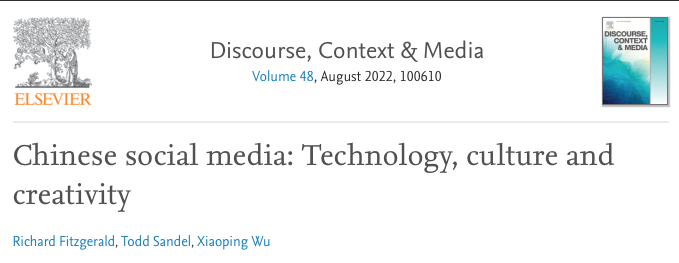 Discourse, Context & Media
Volume 48, August 2022, 100610
ELSEVIER
DISCOURSE,
CONTEXT
& MEDIA
Chinese social media: Technology, culture and
creativity
Richard Fitzgerald, Todd Sandel, Xiaoping Wu